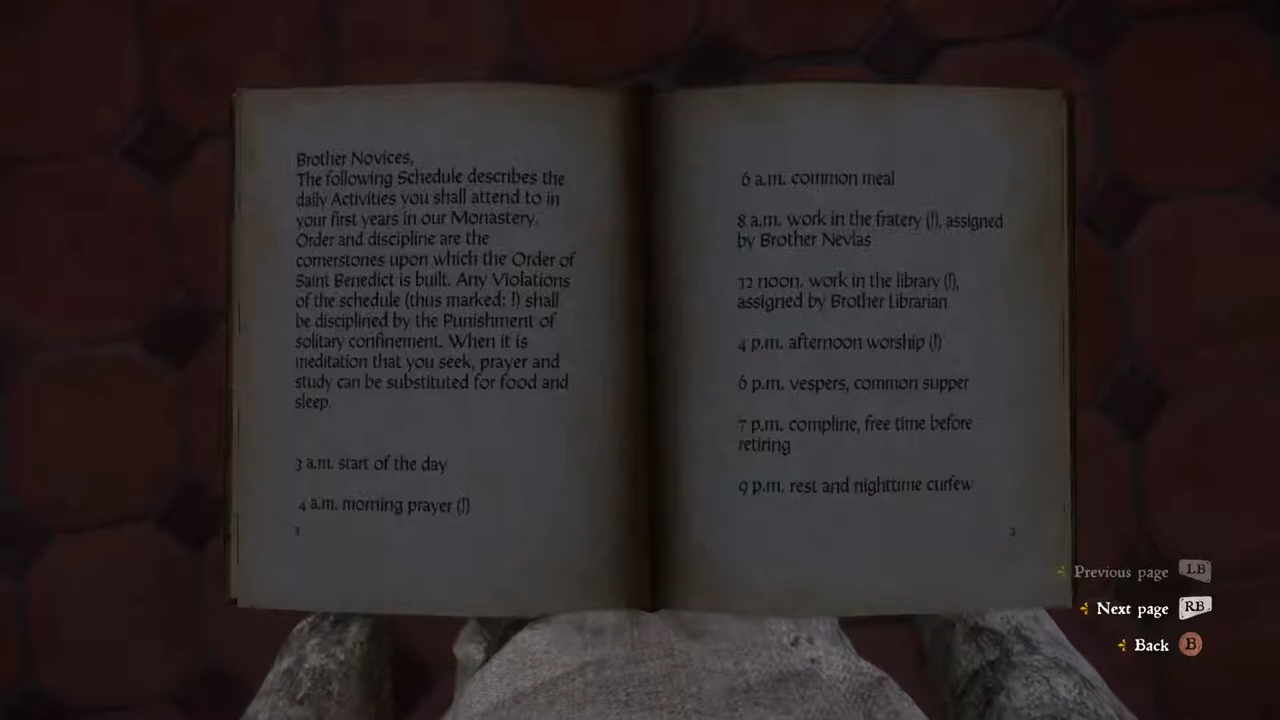 Brother Novices,
The following Schedule describes the
daily Activities you shall attend to in
your first years in our Monastery.
Order and discipline are the
cornerstones upon which the Order of
Saint Benedict is built. Any Violations
of the schedule (thus marked: !) shall
be disciplined by the Punishment of
solitary confinement. When it is
meditation that you seek, prayer and
study can be substituted for food and
sleep.
3 a.m. start of the day
4 a.m. morning prayer (!)
1
6 a.m. common meal
8 a.m. work in the fratery (!), assigned
by Brother Nevlas
12 noon, work in the library (!),
assigned by Brother Librarian
4 p.m. afternoon worship (!)
6 p.m. vespers, common supper
7 p.m. compline, free time before
retiring
9 p.m. rest and nighttime curfew
2
Previous page LB
Next page RB
Back B